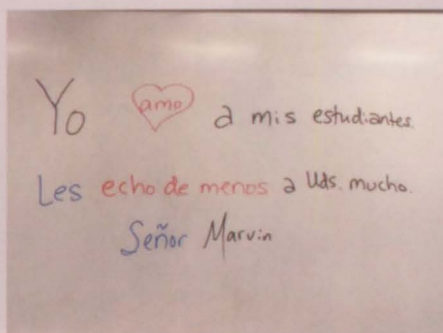 Yo amo a mis estudiantes.
Les echo de menos a Uds. mucho.
Señor Marvin